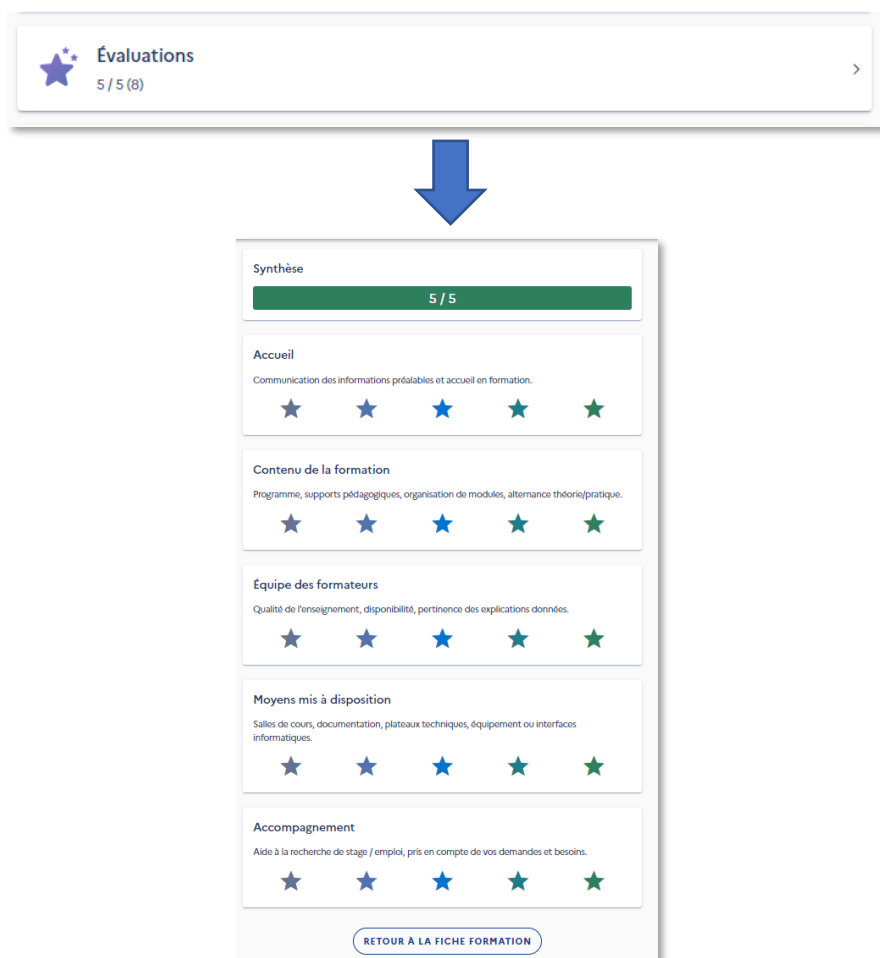 Évaluations
5 / 5 (8)
Synthèse
5 / 5
Accueil
Communication des informations préalables et accueil en formation.
Contenu de la formation
Programme, supports pédagogiques, organisation de modules, alternance théorie/pratique.
Équipe des formateurs
Qualité de l'enseignement, disponibilité, pertinence des explications données.
Moyens mis à disposition
Salles de cours, documentation, plateaux techniques, équipement ou interfaces
informatiques.
Accompagnement
Aide à la recherche de stage / emploi, pris en compte de vos demandes et besoins.
RETOUR À LA FICHE FORMATION